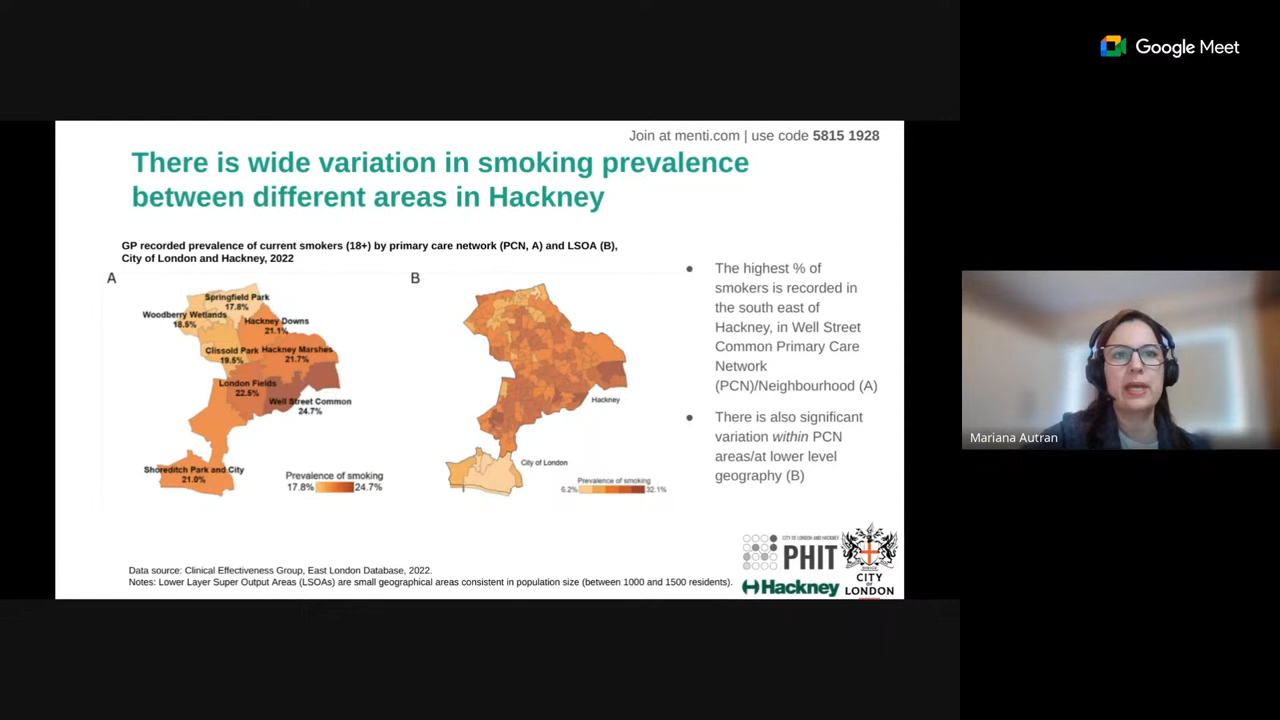 Google Meet
Join at menti.com | use code 5815 1928
There is wide variation in smoking prevalence
between different areas in Hackney
GP recorded prevalence of current smokers (18+) by primary care network (PCN, A) and LSOA (B),
City of London and Hackney, 2022
A
Springfield Park
17.8%
Woodberry Wetlands
18.5%
Hackney Downs
21.1%
Clissold Park
19.5%
Hackney Marshes
21.7%
London Fields
22.5%
Well Street Common
24.7%
Shoreditch Park and City
21.0%
Prevalence of smoking
17.8% 24.7%
B
Hackney
City of London
Prevalence of smoking
6.2% 32.1%
● The highest % of
smokers is recorded in
the south east of
Hackney, in Well Street
Common Primary Care
Network
(PCN)/Neighbourhood (A)
● There is also significant
variation within PCN
areas/at lower level
geography (B)
Mariana Autran
Data source: Clinical Effectiveness Group, East London Database, 2022.
Notes: Lower Layer Super Output Areas (LSOAs) are small geographical areas consistent in population size (between 1000 and 1500 residents).
CITY OF LONDON AND HACKNEY
PHIT
Hackney
CITY
OF
LONDON